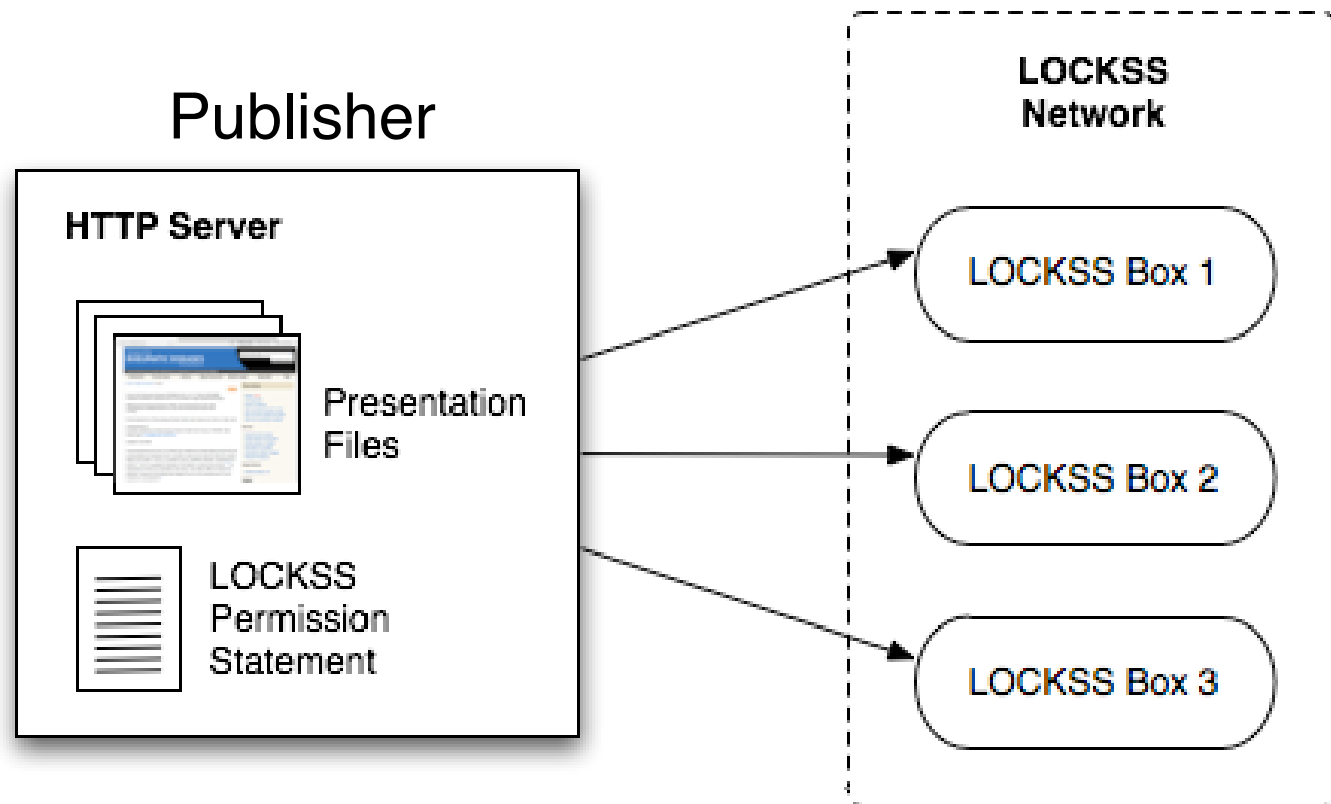 Publisher
HTTP Server
Presentation
Files
LOCKSS
Permission
Statement
LOCKSS
Network
LOCKSS Box 1
LOCKSS Box 2
LOCKSS Box 3